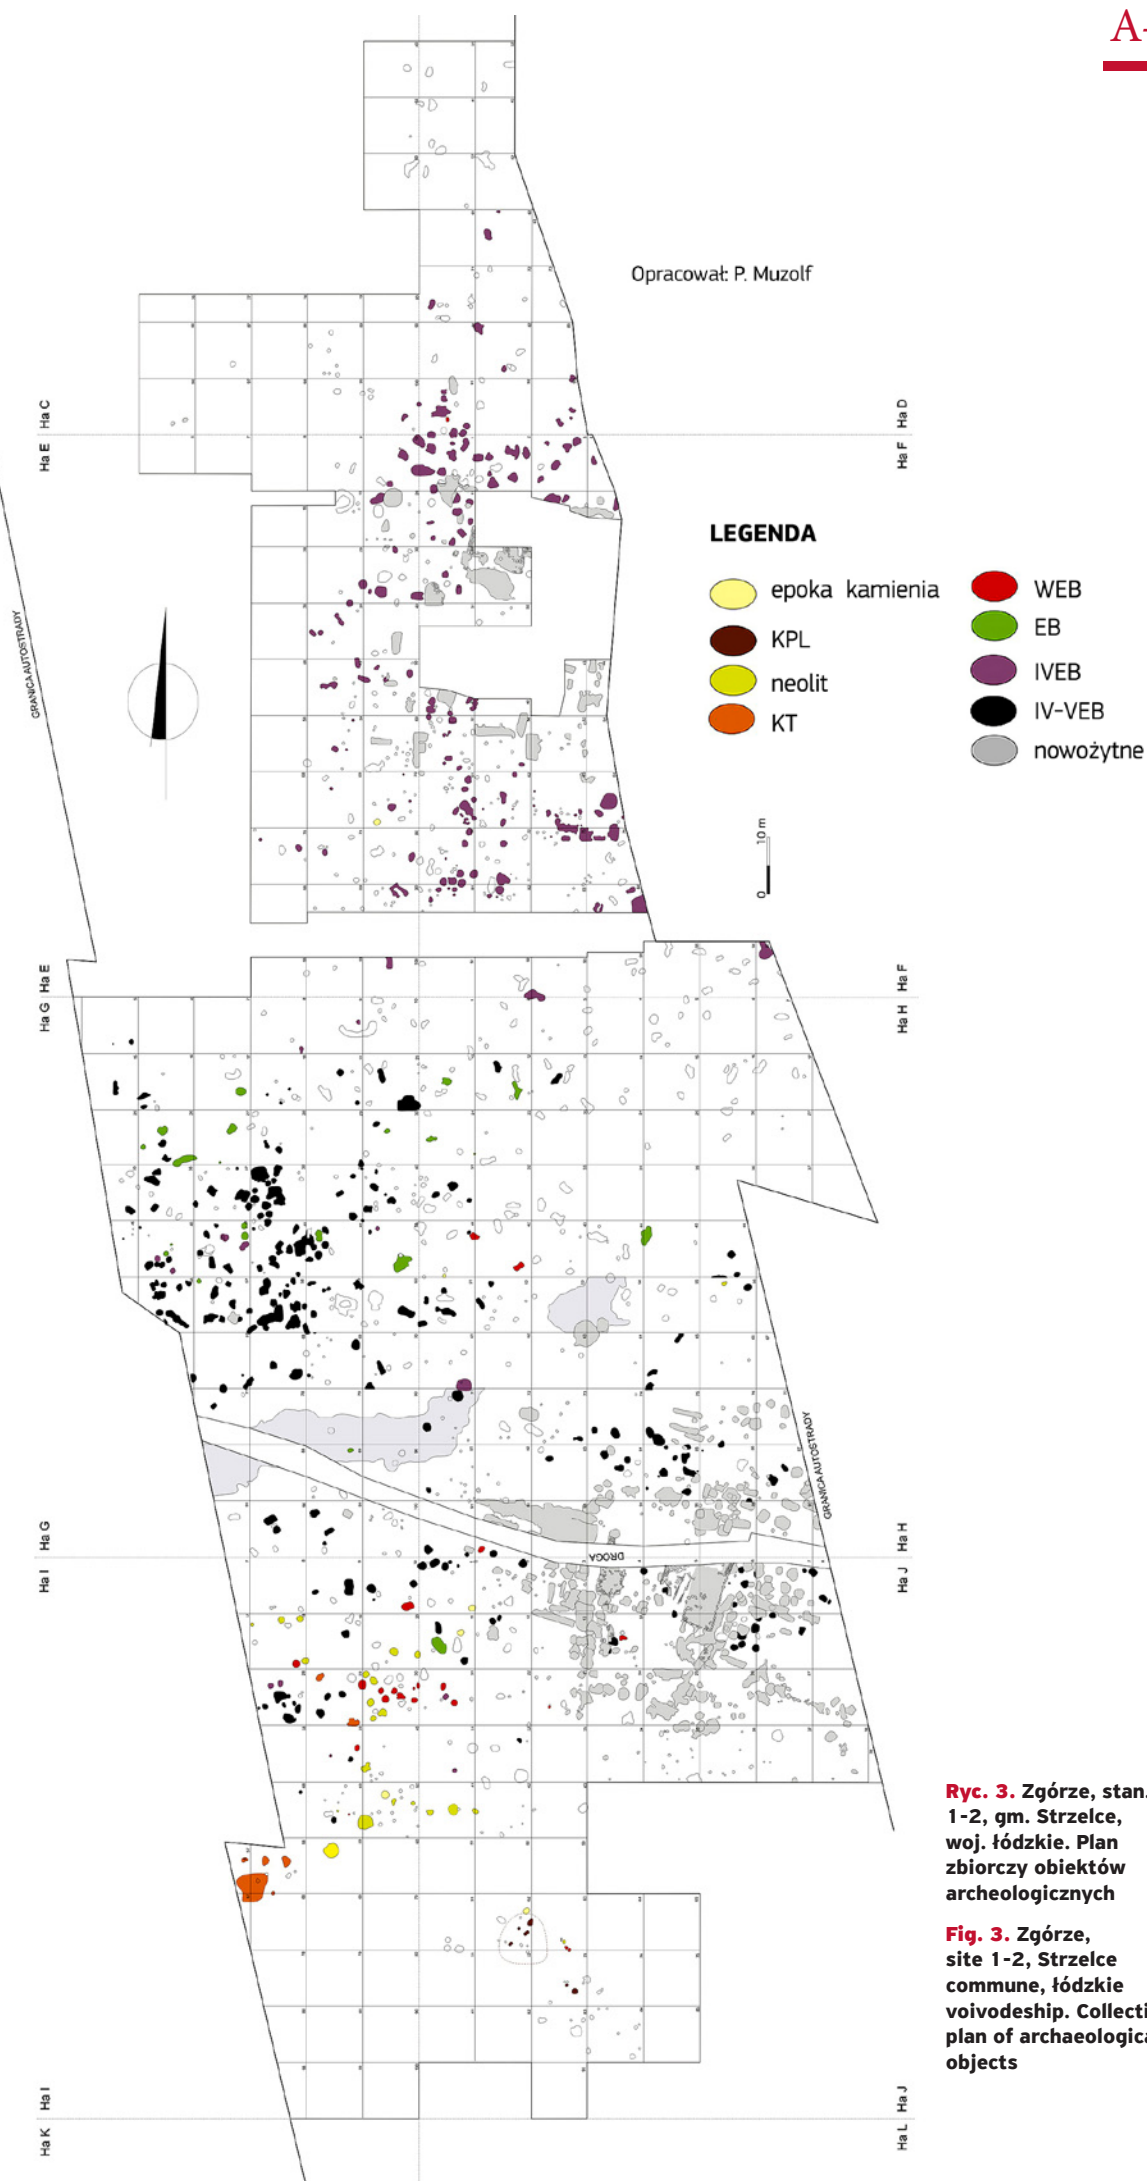 A-
Opracował: P. Muzolf
Ha C
Ha E
Ha D
Ha F
GRANICA AUTOSTRADY
LEGENDA
epoka kamienia
KPL
neolit
KT
WEB
EB
IVEB
IV-VEB
nowożytne
0 10 m
Ha E
Ha G
Ha F
Ha H
GRANICA AUTOSTRADY
DROGA
Ha G
Ha I
Ha H
Ha J
Ryc. 3. Zgórze, stan.
1-2, gm. Strzelce,
woj. łódzkie. Plan
zbiorczy obiektów
archeologicznych
Fig. 3. Zgórze,
site 1-2, Strzelce
commune, łódzkie
voivodeship. Collecti
plan of archaeologica
objects
Ha I
Ha K
Ha J
Ha L